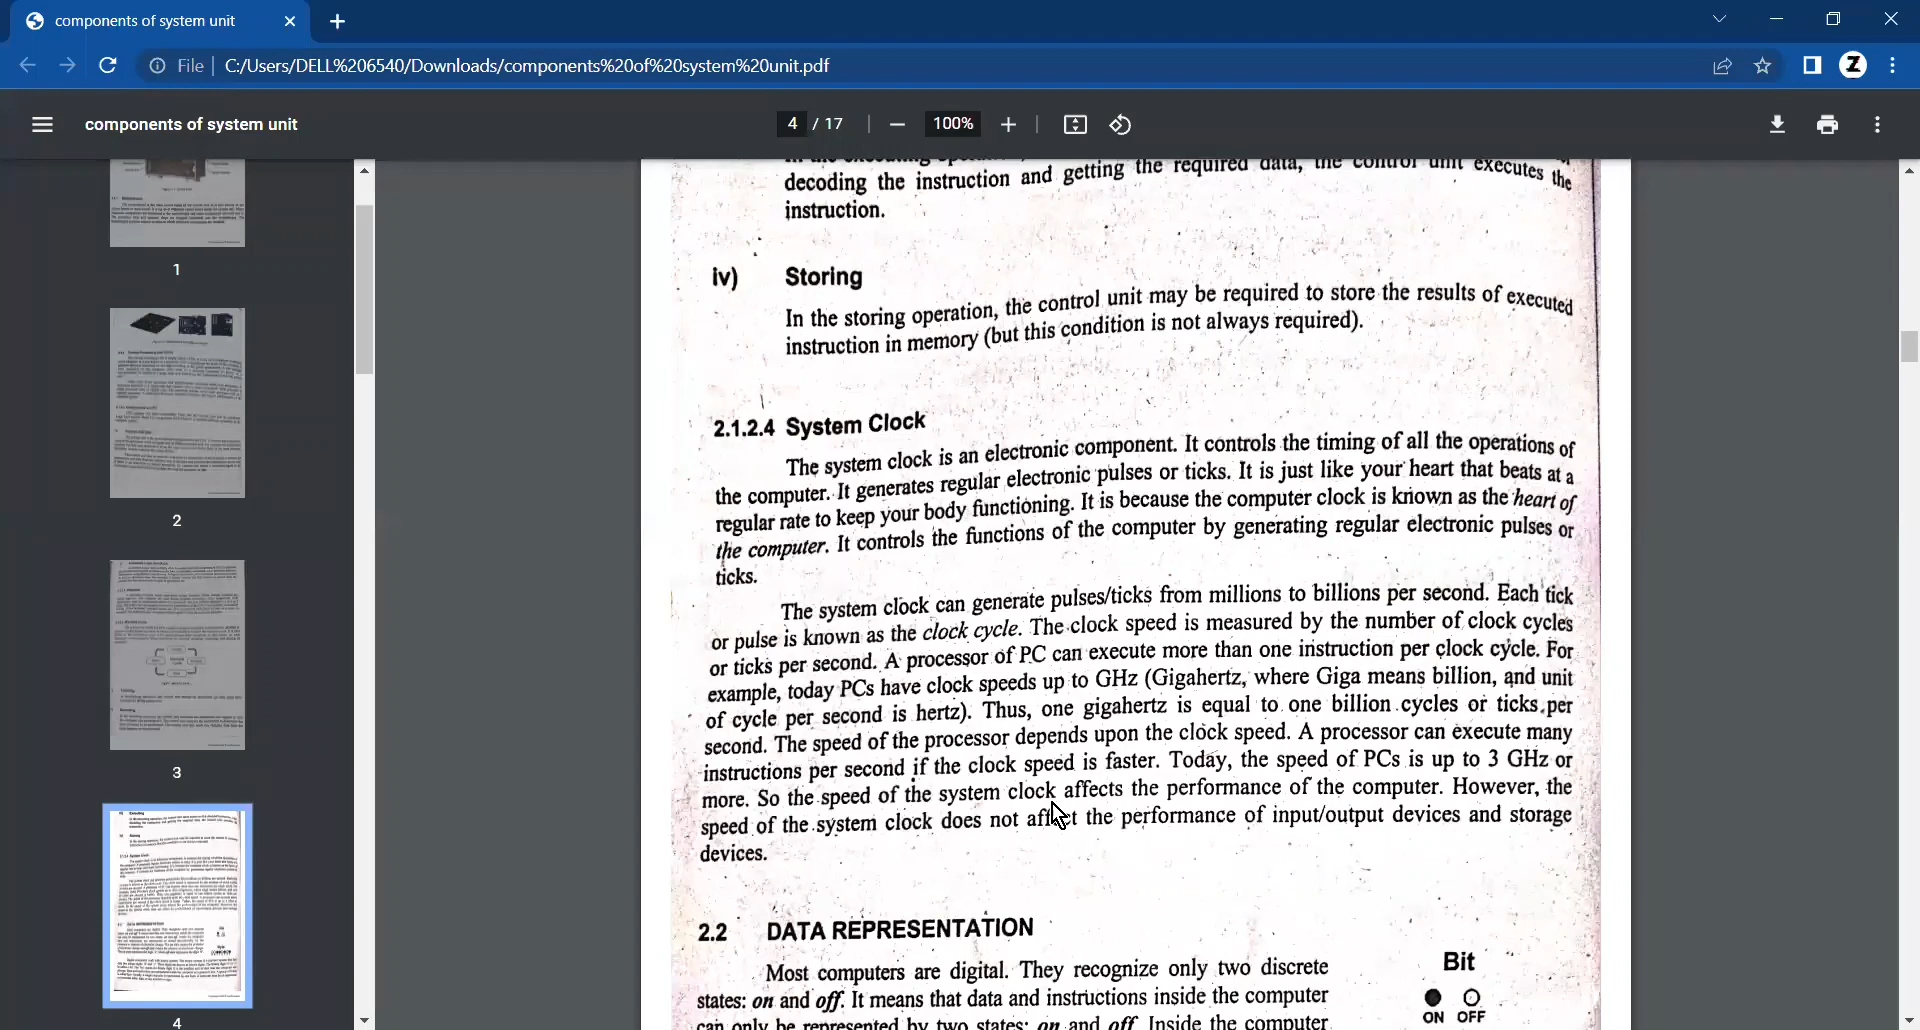 components of system unit
File | C:/Users/DELL%206540/Downloads/components%20of%20system%20unit.pdf
Z
components of system unit
4 / 17
100%
1
2
3
4
decoding the instruction and getting the required data, the control unit executes the
instruction.
iv) Storing
In the storing operation, the control unit may be required to store the results of executed
instruction in memory (but this condition is not always required).
2.1.2.4 System Clock
The system clock is an electronic component. It controls the timing of all the operations of
the computer. It generates regular electronic pulses or ticks. It is just like your heart that beats at a
regular rate to keep your body functioning. It is because the computer clock is known as the heart of
the computer. It controls the functions of the computer by generating regular electronic pulses or
ticks.
The system clock can generate pulses/ticks from millions to billions per second. Each tick
or pulse is known as the clock cycle. The clock speed is measured by the number of clock cycles
or ticks per second. A processor of PC can execute more than one instruction per clock cycle. For
example, today PCs have clock speeds up to GHz (Gigahertz, where Giga means billion, and unit
of cycle per second is hertz). Thus, one gigahertz is equal to one billion cycles or ticks per
second. The speed of the processor depends upon the clock speed. A processor can execute many
instructions per second if the clock speed is faster. Today, the speed of PCs is up to 3 GHz or
more. So the speed of the system clock affects the performance of the computer. However, the
speed of the system clock does not affect the performance of input/output devices and storage
devices.
2.2 DATA REPRESENTATION
Most computers are digital. They recognize only two discrete
states: on and off. It means that data and instructions inside the computer
can only be represented by two states: on and off. Inside the computer
Bit
ON OFF